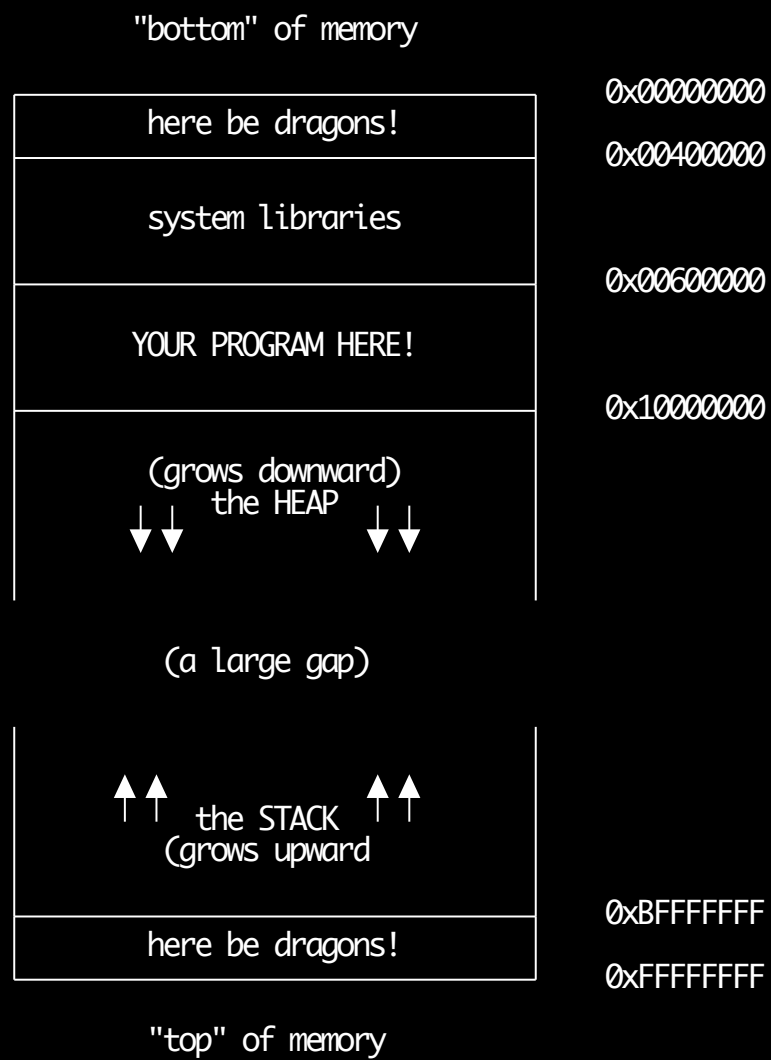 "bottom" of memory
0x00000000
here be dragons!
0x00400000
system libraries
0x00600000
YOUR PROGRAM HERE!
0x10000000
(grows downward)
the HEAP
(a large gap)
the STACK
(grows upward
0xBFFFFFFF
here be dragons!
0xFFFFFFFF
"top" of memory